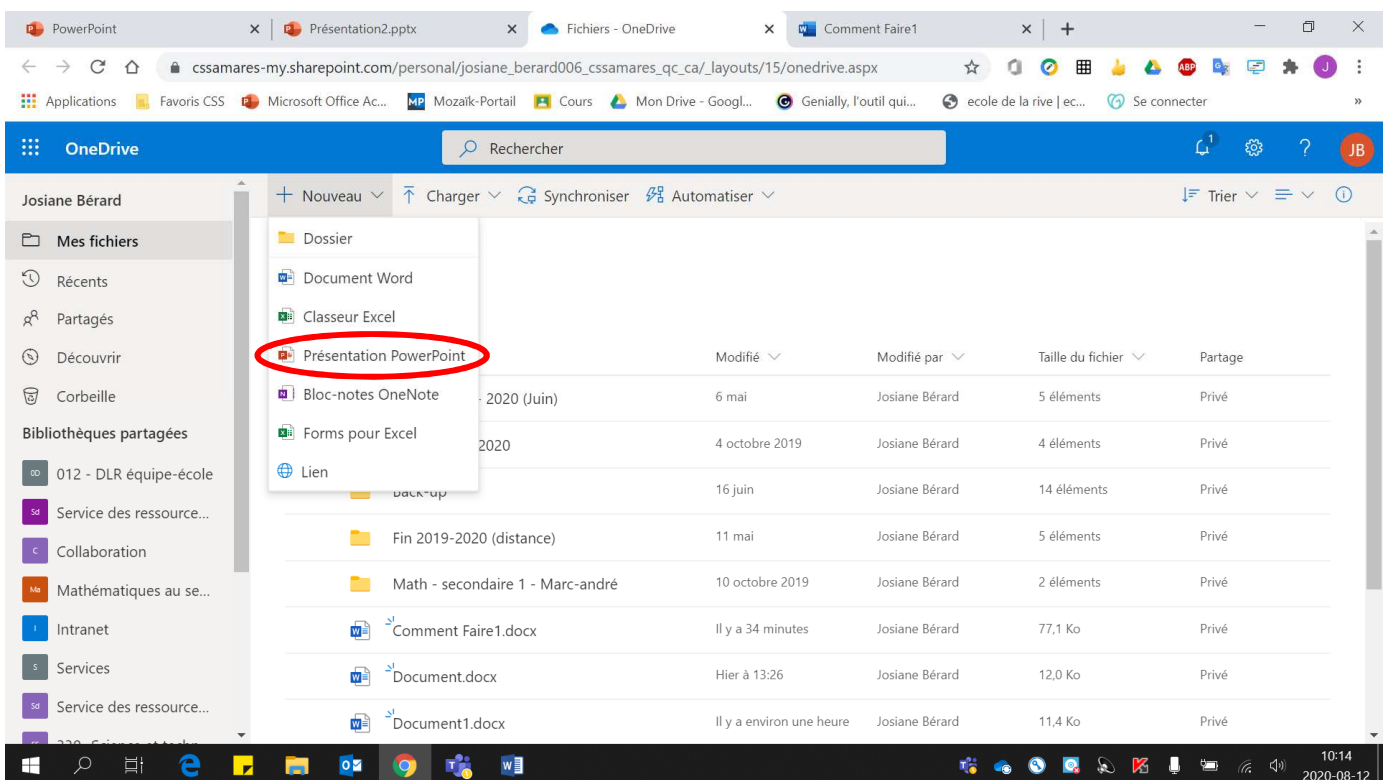 PowerPoint
Présentation2.pptx
Fichiers - OneDrive
Comment Faire1
cssamares-my.sharepoint.com/personal/josiane_berard006_cssamares_qc_ca/_layouts/15/onedrive.aspx
ABP
J
Applications
Favoris CSS
Microsoft Office Ac...
MP Mozaïk-Portail
Cours
Mon Drive - Googl...
Genially, l'outil qui...
ecole de la rive | ec...
Se connecter
»
OneDrive
Rechercher
1
?
JB
Josiane Bérard
Nouveau
Charger
Synchroniser
Automatiser
Trier
Mes fichiers
Récents
Partagés
Découvrir
Corbeille
Bibliothèques partagées
0D 012 - DLR équipe-école
Sd Service des ressource...
C Collaboration
Ma Mathématiques au se...
I Intranet
S Services
Sd Service des ressource...
Dossier
Document Word
Classeur Excel
Présentation PowerPoint
Bloc-notes OneNote
Forms pour Excel
Lien
Modifié Modifié par Taille du fichier Partage
- 2020 (Juin) 6 mai Josiane Bérard 5 éléments Privé
2020 4 octobre 2019 Josiane Bérard 4 éléments Privé
Back-up 16 juin Josiane Bérard 14 éléments Privé
Fin 2019-2020 (distance) 11 mai Josiane Bérard 5 éléments Privé
Math - secondaire 1 - Marc-andré 10 octobre 2019 Josiane Bérard 2 éléments Privé
Comment Faire1.docx Il y a 34 minutes Josiane Bérard 77,1 Ko Privé
Document.docx Hier à 13:26 Josiane Bérard 12,0 Ko Privé
Document1.docx Il y a environ une heure Josiane Bérard 11,4 Ko Privé
10:14
2020-08-12